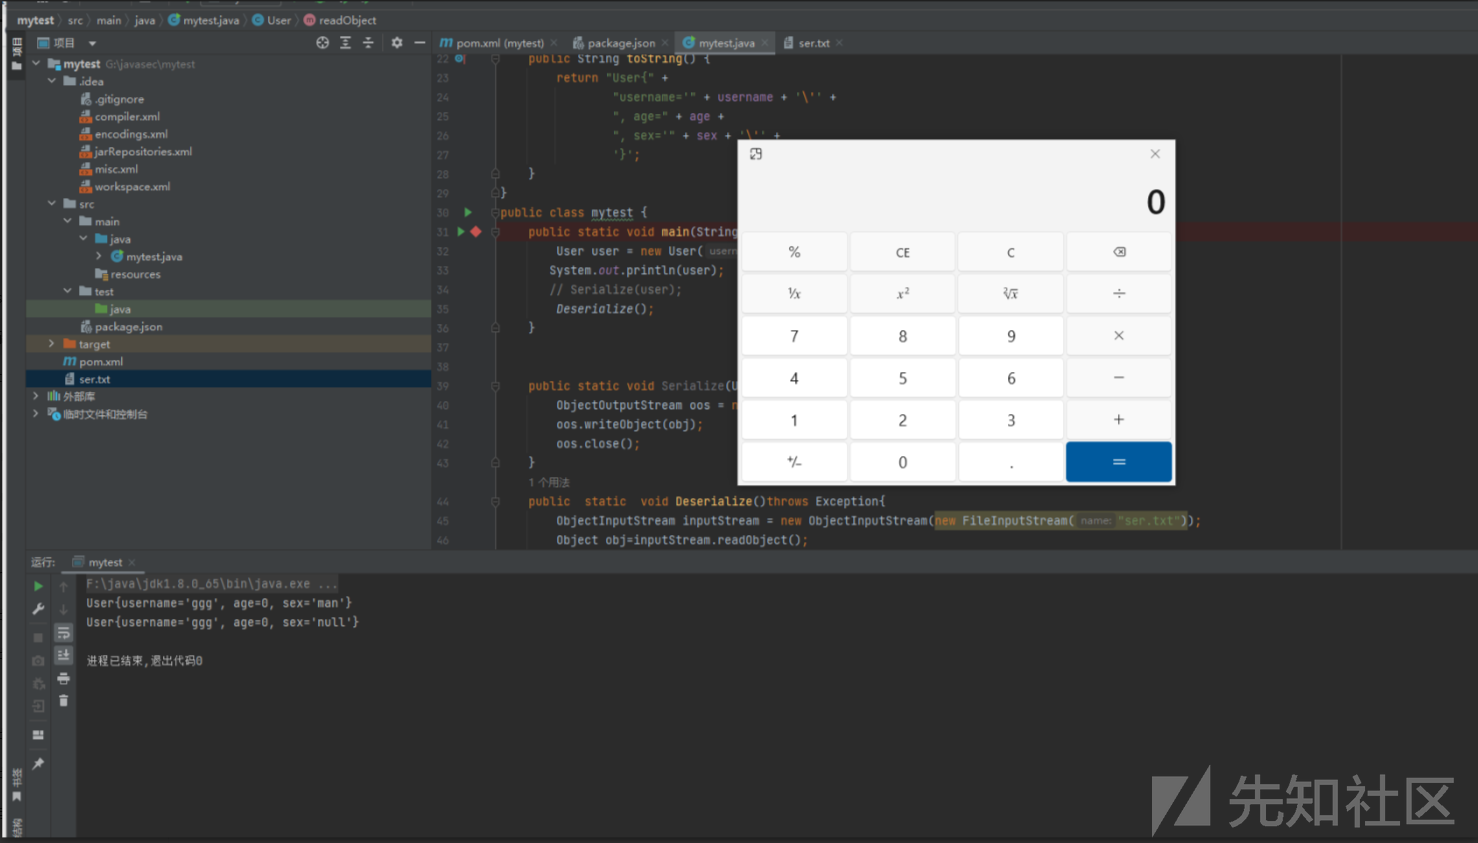 mytest src main java mytest.java User readObject
项目
pom.xml (mytest) package.json mytest.java ser.txt
mytest G:\javasec\mytest
.idea
.gitignore
compiler.xml
encodings.xml
jarRepositories.xml
misc.xml
workspace.xml
src
main
java
mytest.java
resources
test
java
package.json
target
pom.xml
ser.txt
外部库
临时文件和控制台
22 public String toString() {
23 return "User{" +
24 "username='" + username + '\'' +
25 ", age=" + age +
26 ", sex='" + sex + '\'' +
27 '}';
28 }
29 }
30 public class mytest {
31 public static void main(String
32 User user = new User( usern
33 System.out.println(user);
34 // Serialize(user);
35 Deserialize();
36 }
37
38
39 public static void Serialize(U
40 ObjectOutputStream oos = n
41 oos.writeObject(obj);
42 oos.close();
43 }
1 个用法
44 public static void Deserialize()throws Exception{
45 ObjectInputStream inputStream = new ObjectInputStream(new FileInputStream( name: "ser.txt"));
46 Object obj=inputStream.readObject();
0
% CE C ⌫
¹/x x² ²√x ÷
7 8 9 ×
4 5 6 −
1 2 3 +
+/− 0 . =
运行: mytest
F:\java\jdk1.8.0_65\bin\java.exe ...
User{username='ggg', age=0, sex='man'}
User{username='ggg', age=0, sex='null'}
进程已结束,退出代码0
项目
书签
结构
先知社区